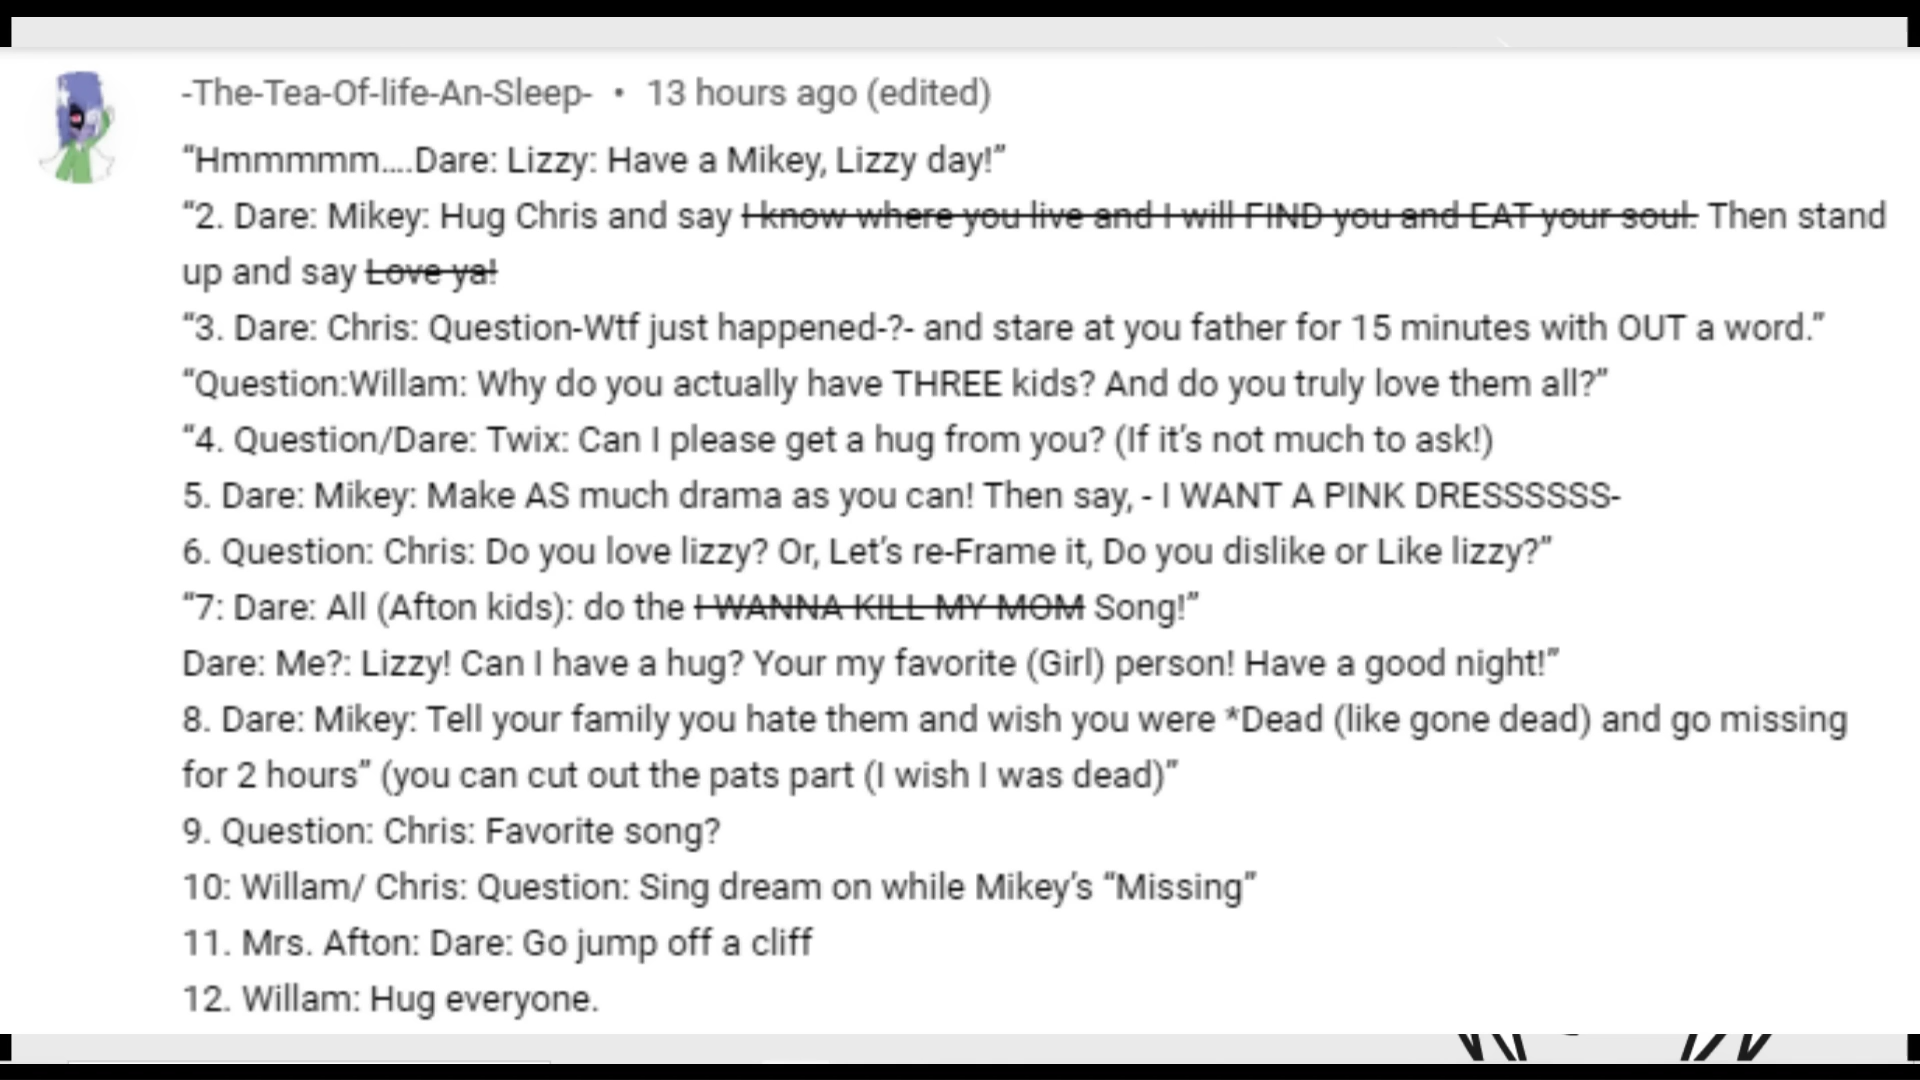 -The-Tea-Of-life-An-Sleep- • 13 hours ago (edited)
“Hmmmmm....Dare: Lizzy: Have a Mikey, Lizzy day!”
“2. Dare: Mikey: Hug Chris and say I know where you live and I will FIND you and EAT your soul. Then stand
up and say Love ya!
“3. Dare: Chris: Question-Wtf just happened-?- and stare at you father for 15 minutes with OUT a word.”
“Question:Willam: Why do you actually have THREE kids? And do you truly love them all?”
“4. Question/Dare: Twix: Can I please get a hug from you? (If it’s not much to ask!)
5. Dare: Mikey: Make AS much drama as you can! Then say, - I WANT A PINK DRESSSSSS-
6. Question: Chris: Do you love lizzy? Or, Let’s re-Frame it, Do you dislike or Like lizzy?”
“7: Dare: All (Afton kids): do the I WANNA KILL MY MOM Song!”
Dare: Me?: Lizzy! Can I have a hug? Your my favorite (Girl) person! Have a good night!”
8. Dare: Mikey: Tell your family you hate them and wish you were *Dead (like gone dead) and go missing
for 2 hours” (you can cut out the pats part (I wish I was dead)”
9. Question: Chris: Favorite song?
10: Willam/ Chris: Question: Sing dream on while Mikey’s “Missing”
11. Mrs. Afton: Dare: Go jump off a cliff
12. Willam: Hug everyone.